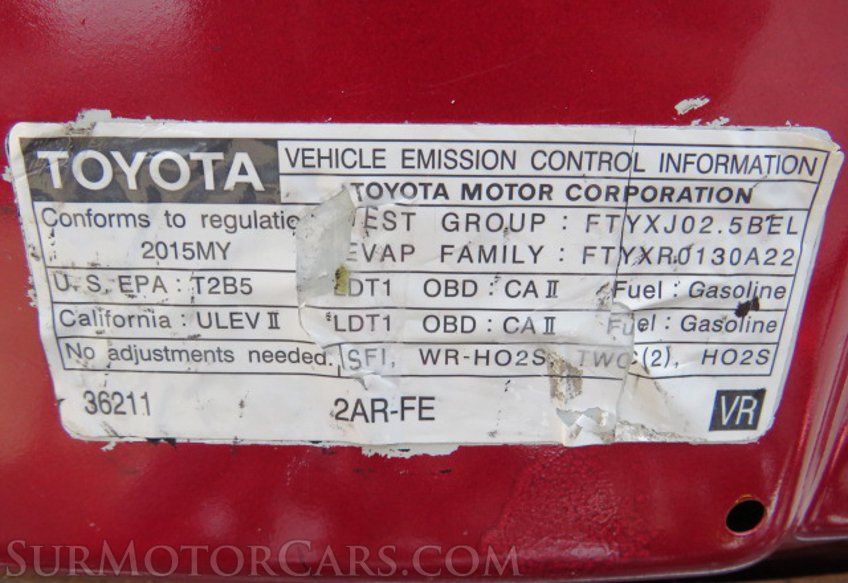 TOYOTA VEHICLE EMISSION CONTROL INFORMATION
TOYOTA MOTOR CORPORATION
Conforms to regulatio EST GROUP : FTYXJ02.5BEL
2015MY EVAP FAMILY : FTYXR0130A22
U.S. EPA : T2B5 LDT1 OBD : CA II Fuel : Gasoline
California : ULEV II LDT1 OBD : CA II Fuel : Gasoline
No adjustments needed. SFI, WR-HO2S, TWC(2), HO2S
36211 2AR-FE VR
SurMotorCars.com